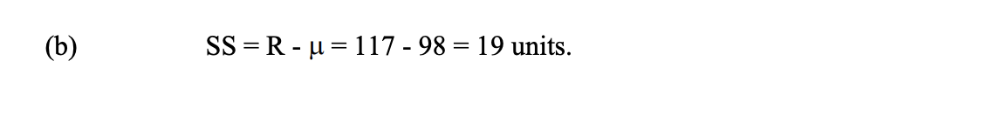 (b) SS = R - μ = 117 - 98 = 19 units.